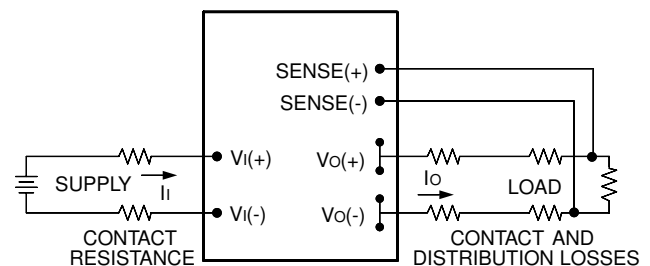 SENSE(+)
SENSE(-)
VI(+)
VO(+)
SUPPLY
II
IO
LOAD
VI(-)
VO(-)
CONTACT
RESISTANCE
CONTACT AND
DISTRIBUTION LOSSES